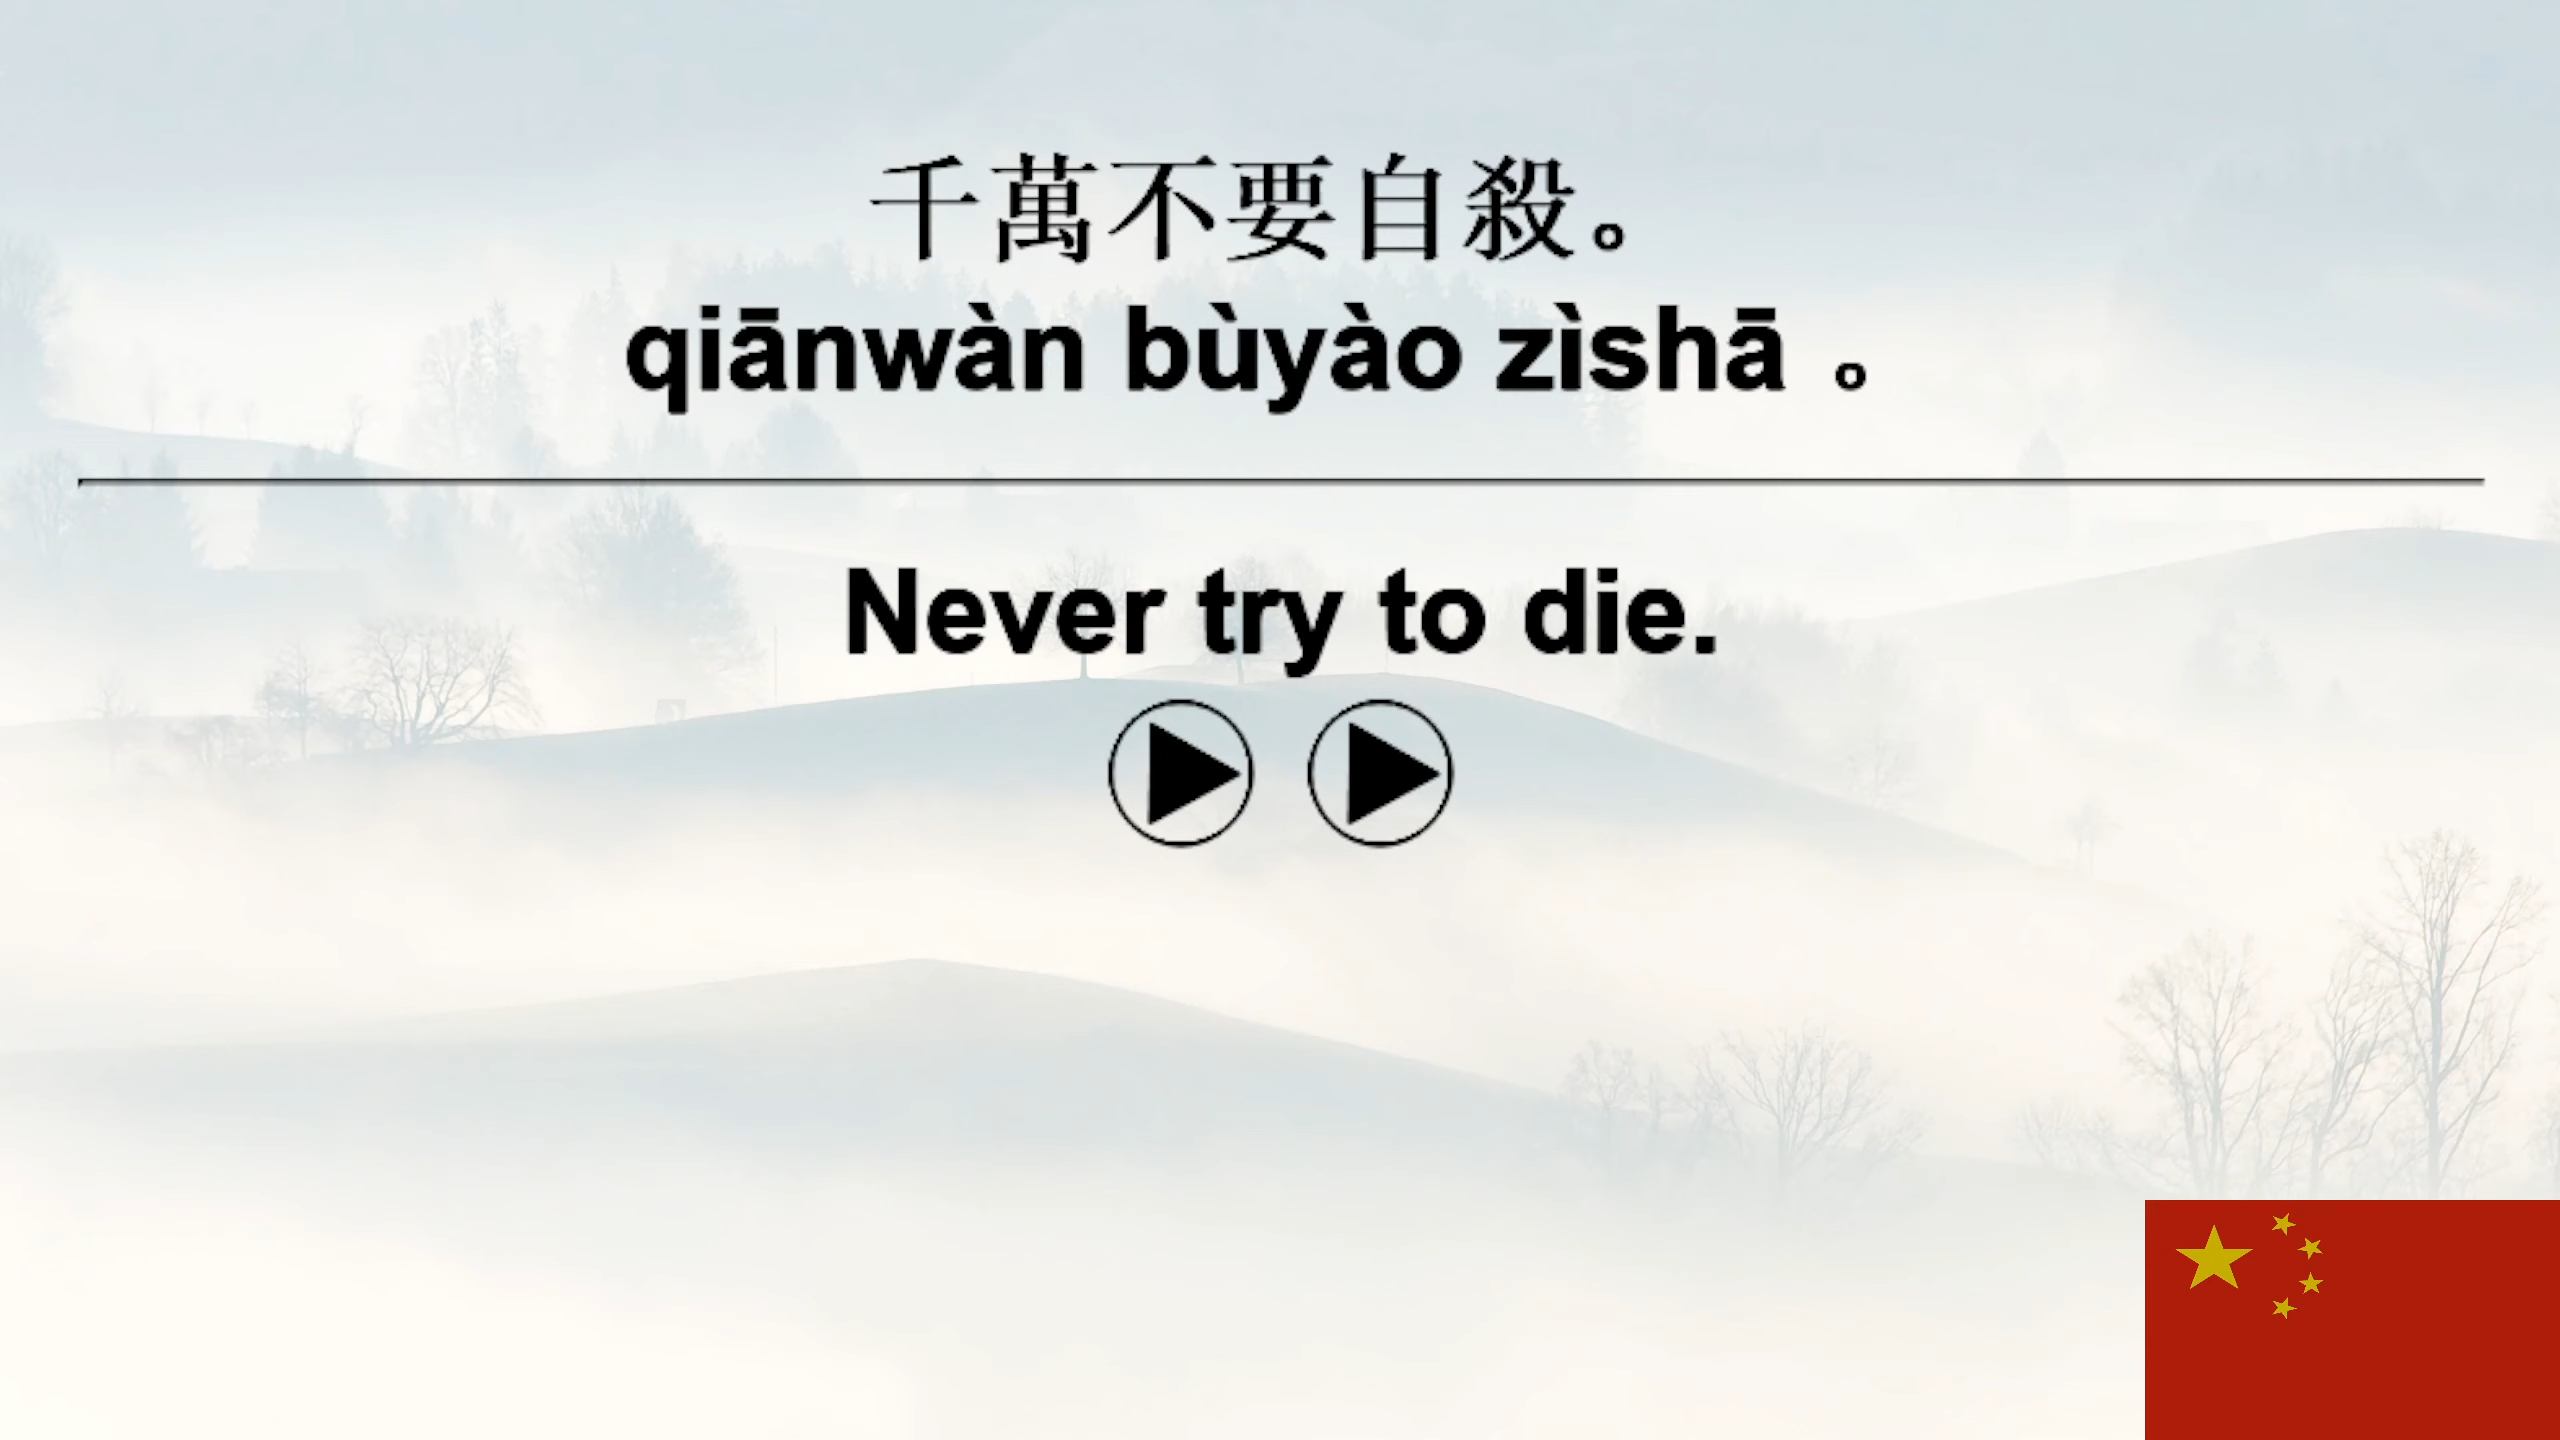 千萬不要自殺。
qiānwàn bùyào zìshā 。
Never try to die.